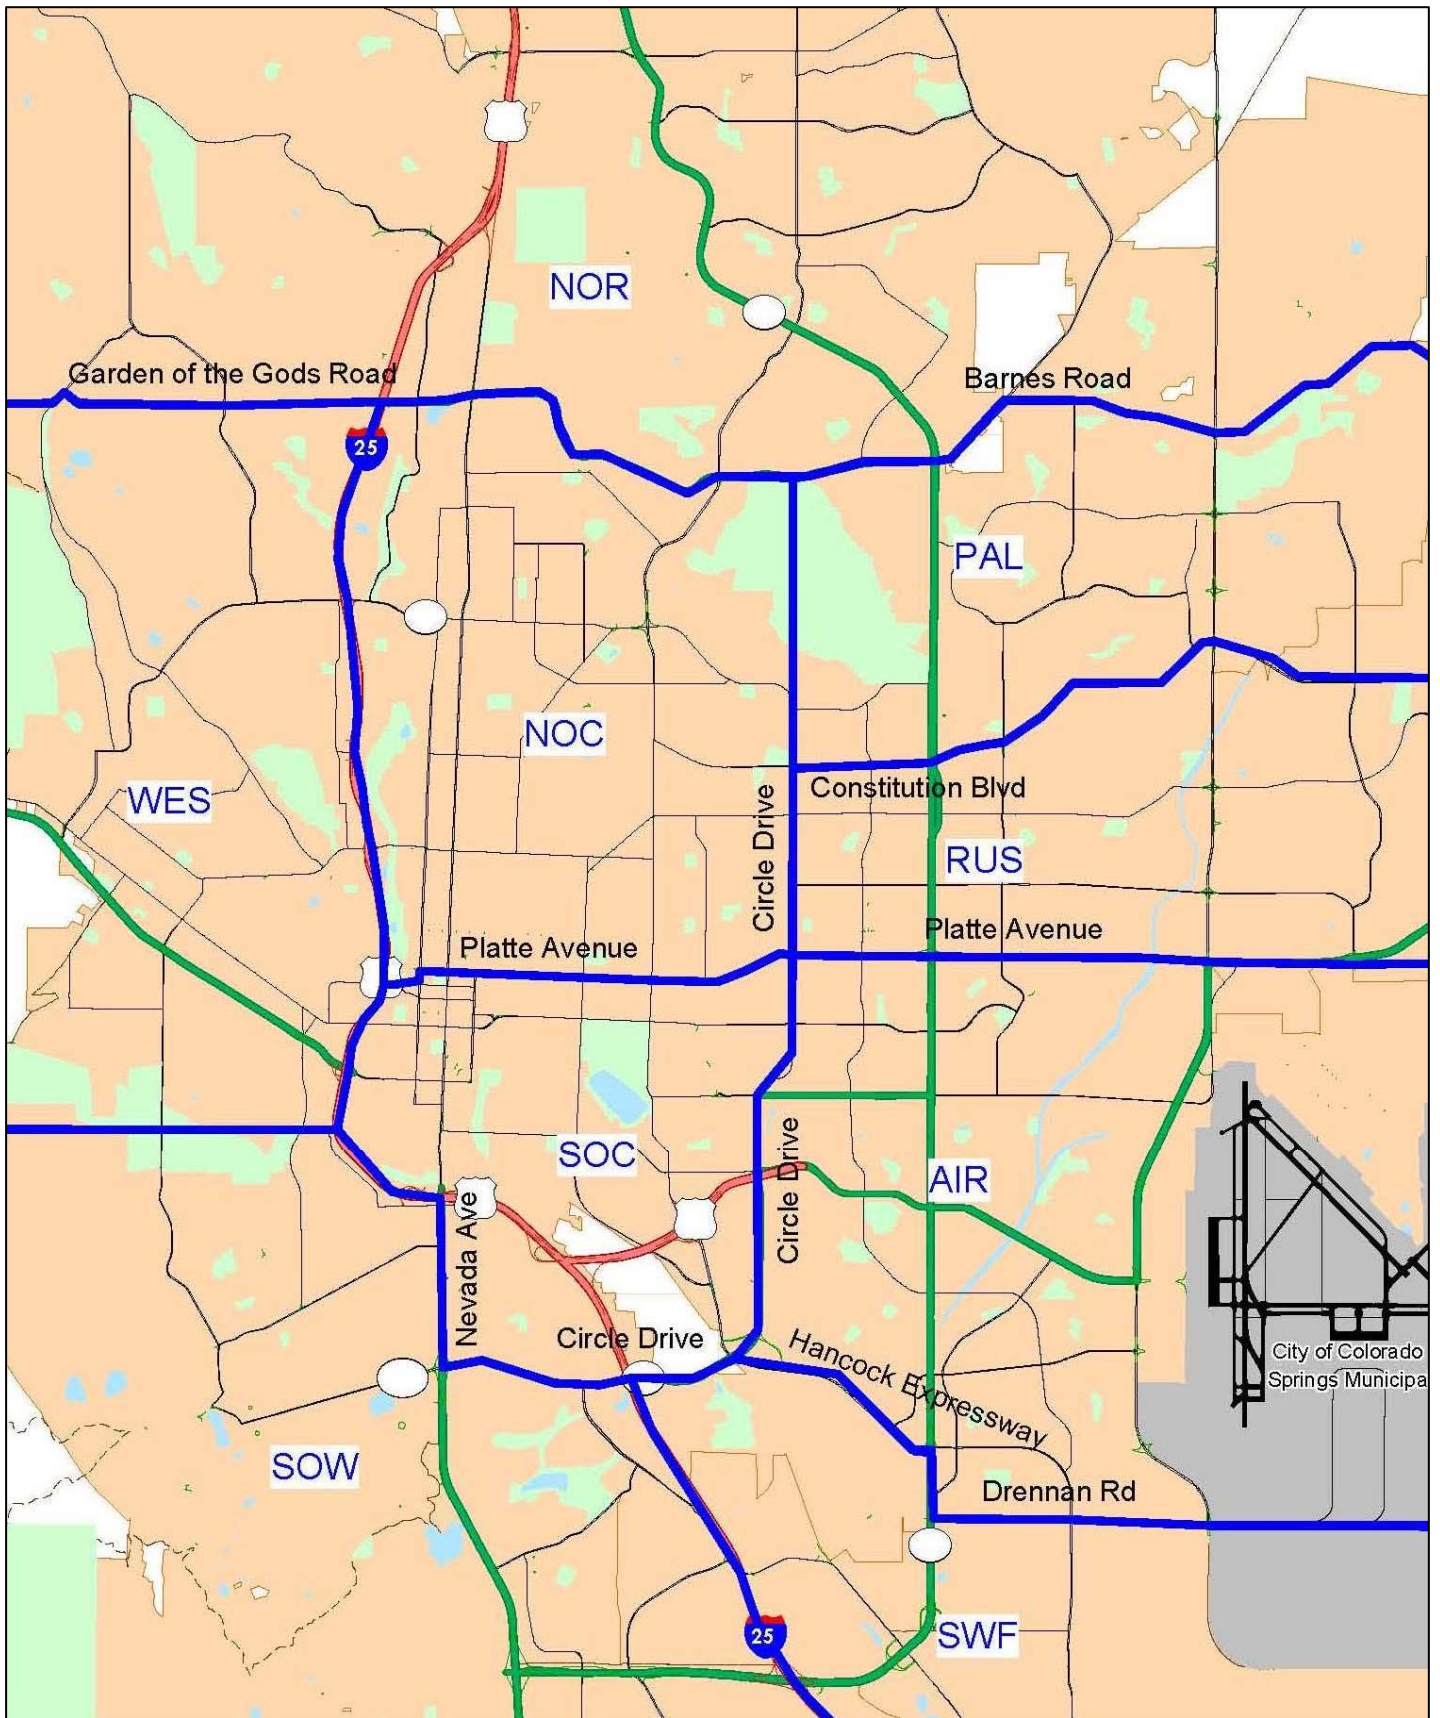 NOR
Garden of the Gods Road
Barnes Road
25
PAL
NOC
WES
Constitution Blvd
Circle Drive
RUS
Platte Avenue
Platte Avenue
SOC
Circle Drive
AIR
Nevada Ave
Circle Drive
Hancock Expressway
City of Colorado
Springs Municipa
SOW
Drennan Rd
25
SWF